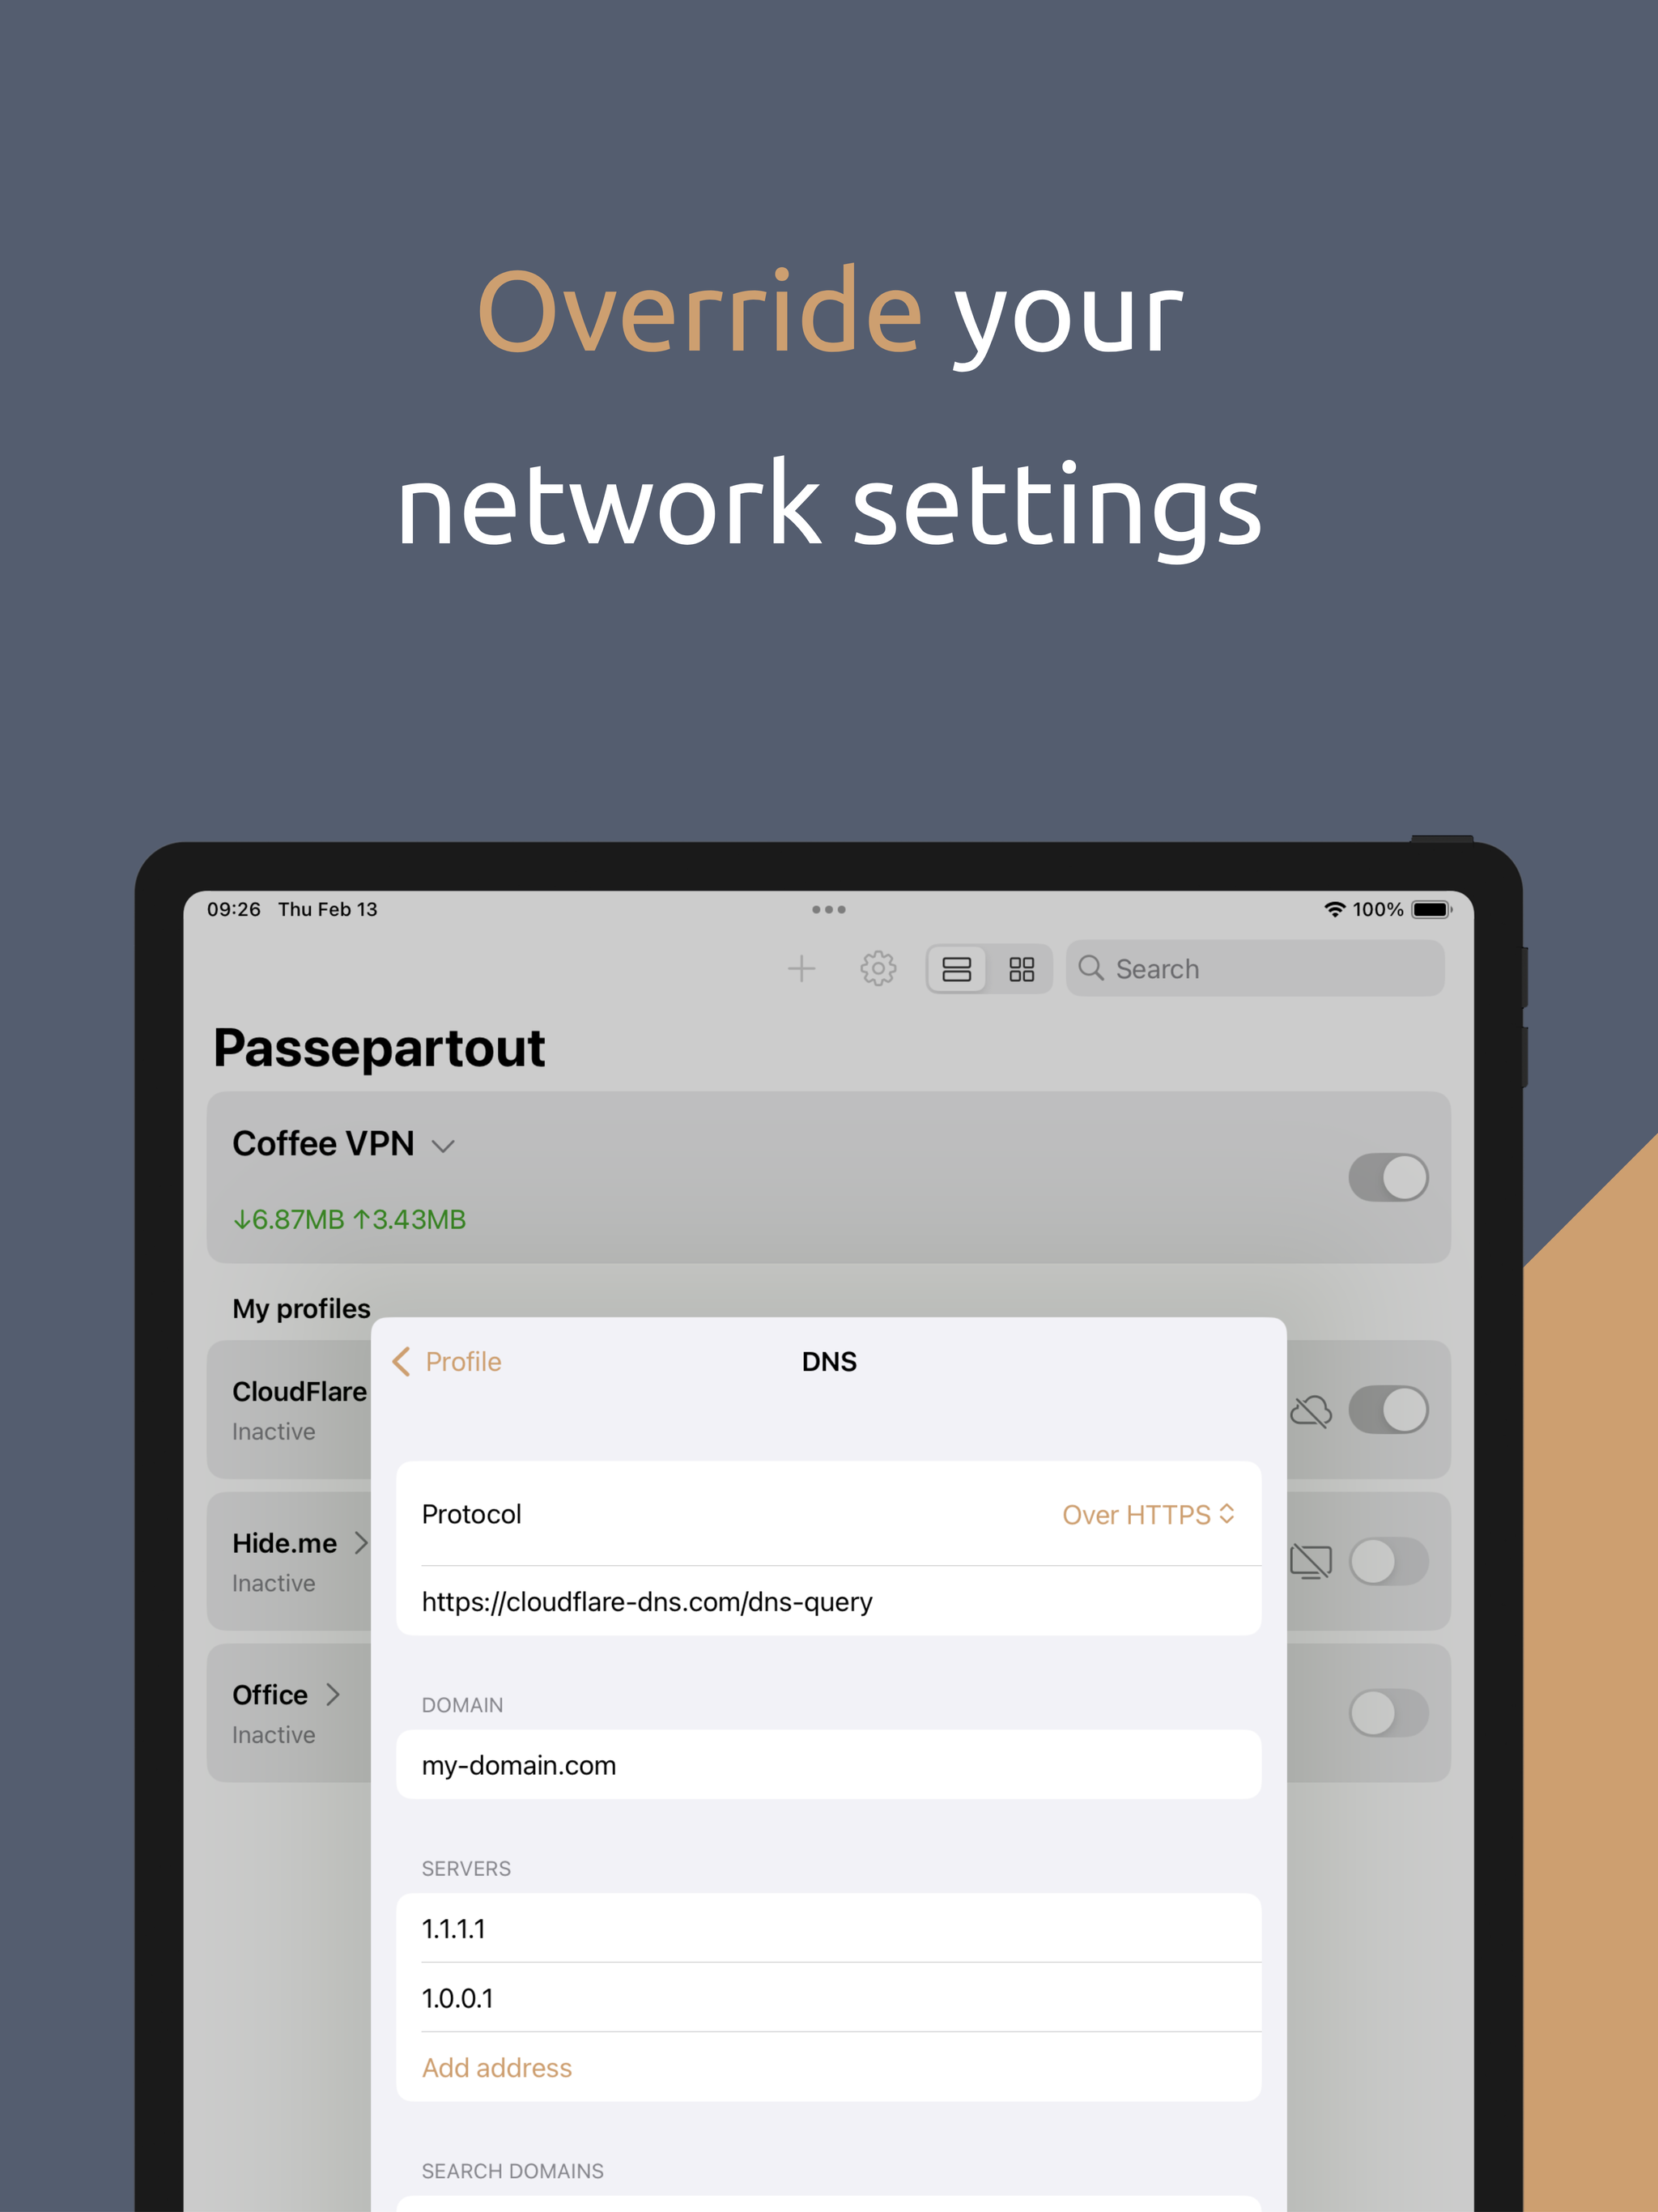 Override your
network settings
09:26 Thu Feb 13
100%
Search
Passepartout
Coffee VPN
↓6.87MB ↑3.43MB
My profiles
Profile
DNS
CloudFlare
Inactive
Protocol
Over HTTPS
Hide.me
Inactive
https://cloudflare-dns.com/dns-query
Office
Inactive
DOMAIN
my-domain.com
SERVERS
1.1.1.1
1.0.0.1
Add address
SEARCH DOMAINS